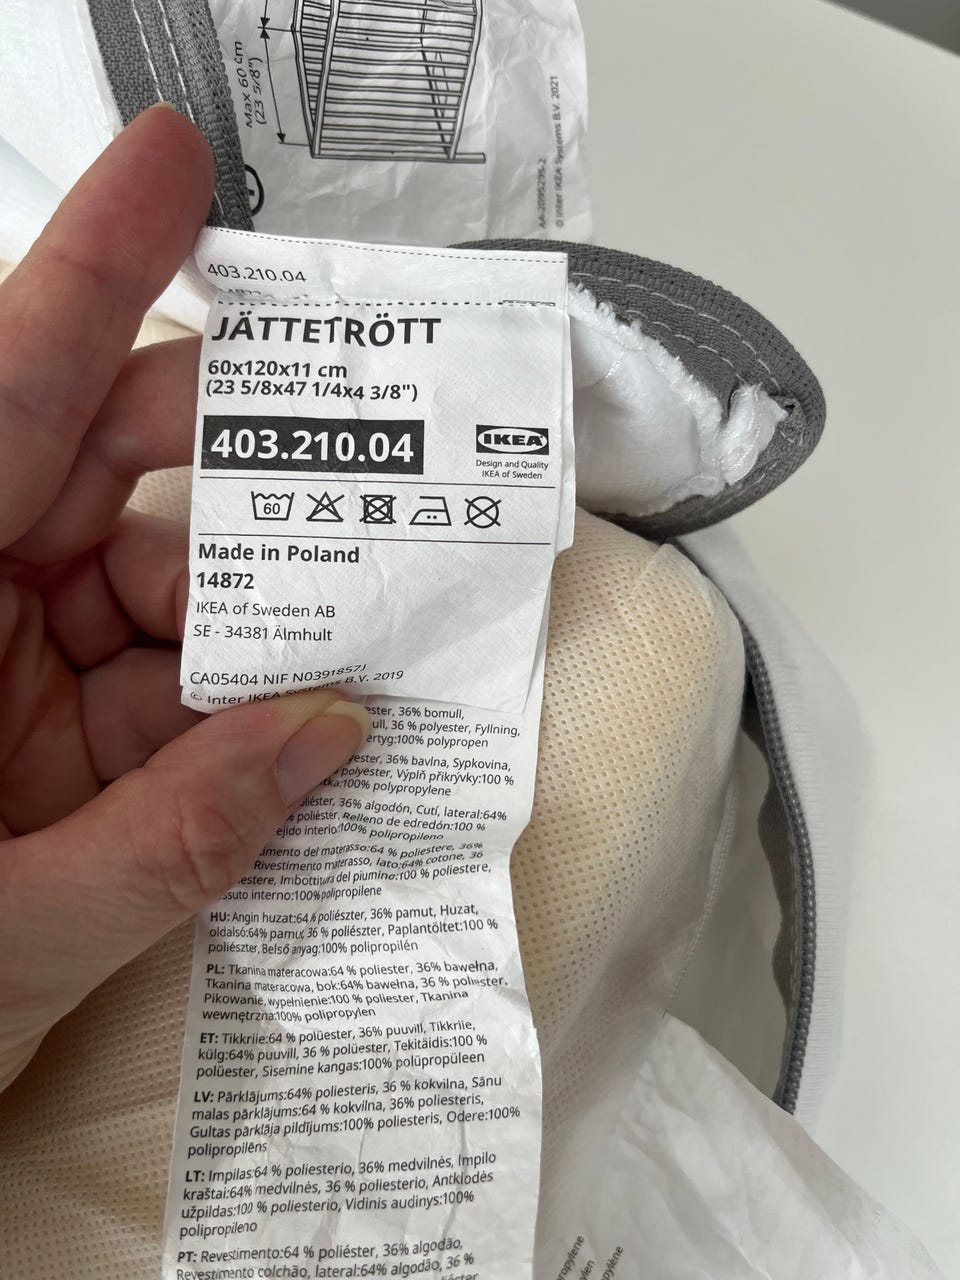 Max 60 cm
(23 5/8")
AA-2095295-2
© Inter IKEA Systems B.V. 2021
403.210.04
JÄTTETRÖTT
60x120x11 cm
(23 5/8x47 1/4x4 3/8")
403.210.04
IKEA
Design and Quality
IKEA of Sweden
60
Made in Poland
14872
IKEA of Sweden AB
SE - 34381 Älmhult
CA05404 NIF N0391857J
© Inter IKEA Systems B.V. 2019
36% bomull,
36 % polyester, Fyllning,
100% polypropen
36% bavlna, Sypkovina,
polyester, Výplň přikrývky:100 %
100% polypropylene
36% algodón, Cutí, lateral:64%
poliéster, Relleno de edredón:100 %
interio:100% polipropileno
del materasso:64 % poliestere, 36%
Rivestimento materasso, lato:64% cotone, 36
Imbottitura del piumino:100 % poliestere,
interno:100%polipropilene
HU: Angin huzat:64 % poliészter, 36% pamut, Huzat,
oldalsó:64% pamut, 36 % poliészter, Paplantöltet:100 %
poliészter, Belső anyag:100% polipropilén
PL: Tkanina materacowa:64 % poliester, 36% bawełna,
Tkanina materacowa, bok:64% bawełna, 36 % poliester,
Pikowanie, wypełnienie:100 % poliester, Tkanina
wewnętrzna:100% polipropylen
ET: Tikkriie:64 % polüester, 36% puuvill, Tikkriie,
külg:64% puuvill, 36 % polüester, Tekitäidis:100 %
polüester, Sisemine kangas:100% polüpropüleen
LV: Pārklājums:64% poliesteris, 36 % kokvilna, Sānu
malas pārklājums:64 % kokvilna, 36% poliesteris,
Gultas pārklāja pildījums:100% poliesteris, Odere:100%
polipropilēns
LT: Impilas:64 % poliesterio, 36% medvilnės, Impilo
kraštai:64% medvilnės, 36 % poliesterio, Antklodės
užpildas:100 % poliesterio, Vidinis audinys:100%
polipropileno
PT: Revestimento:64 % poliéster, 36% algodão,
Revestimento colchão, lateral:64% algodão, 36 %